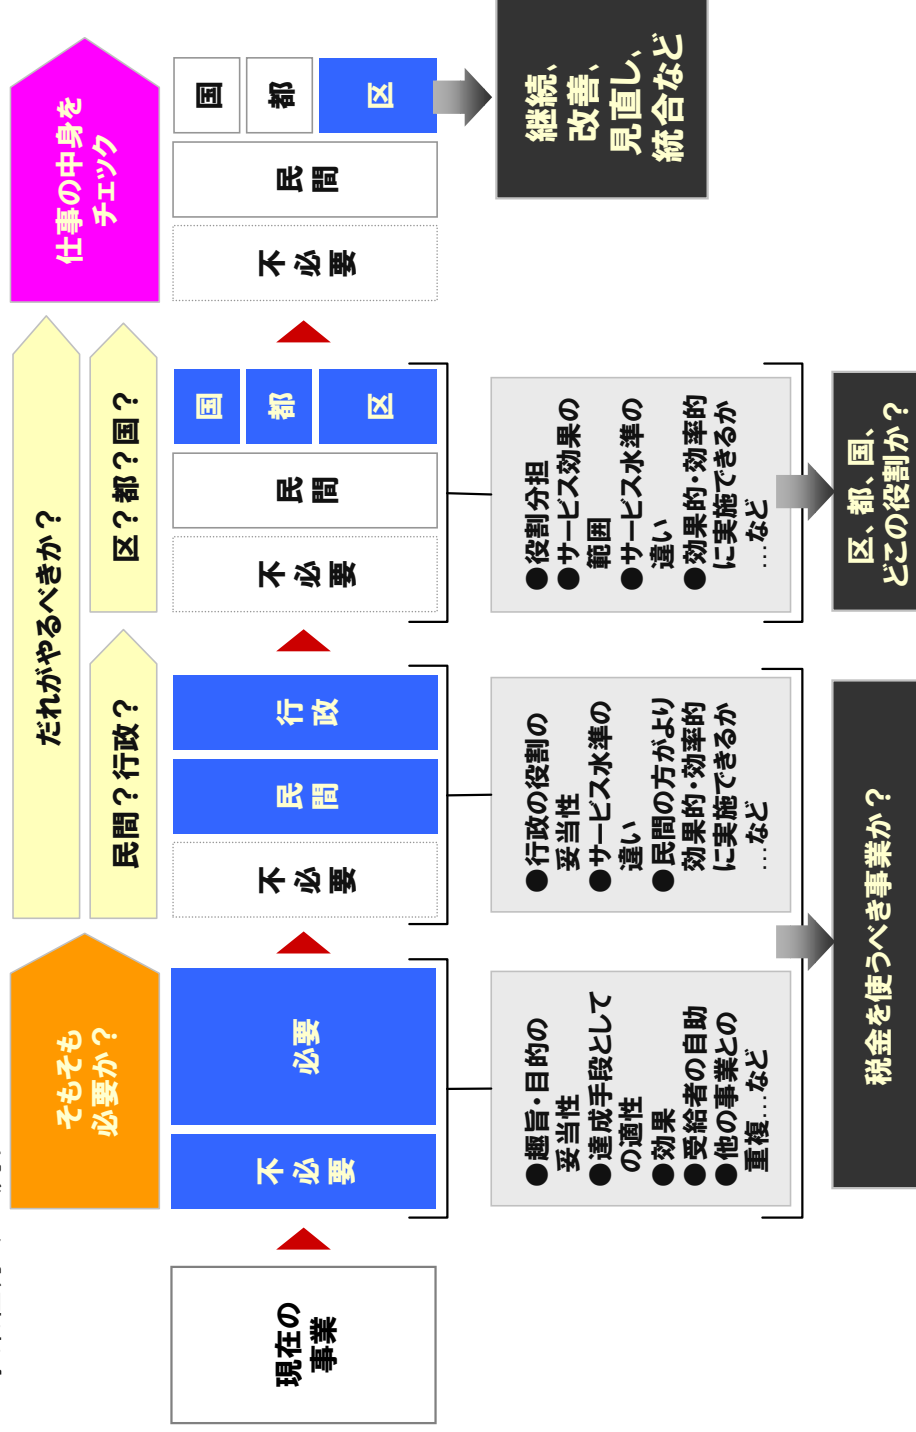 そもそも
必要か？
だれがやるべきか？
民間？行政？
区？都？国？
仕事の中身を
チェック
現在の
事業
不必要
必要
不必要
民間
行政
不必要
民間
国
都
区
不必要
民間
国
都
区
●趣旨・目的の
妥当性
●達成手段として
の適性
●効果
●受給者の自助
●他の事業との
重複…など
●行政の役割の
妥当性
●サービス水準の
違い
●民間の方がより
効果的・効率的
に実施できるか
…など
●役割分担
●サービス効果の
範囲
●サービス水準の
違い
●効果的・効率的
に実施できるか
…など
継続、
改善、
見直し、
統合など
税金を使うべき事業か？
区、都、国、
どこの役割か？